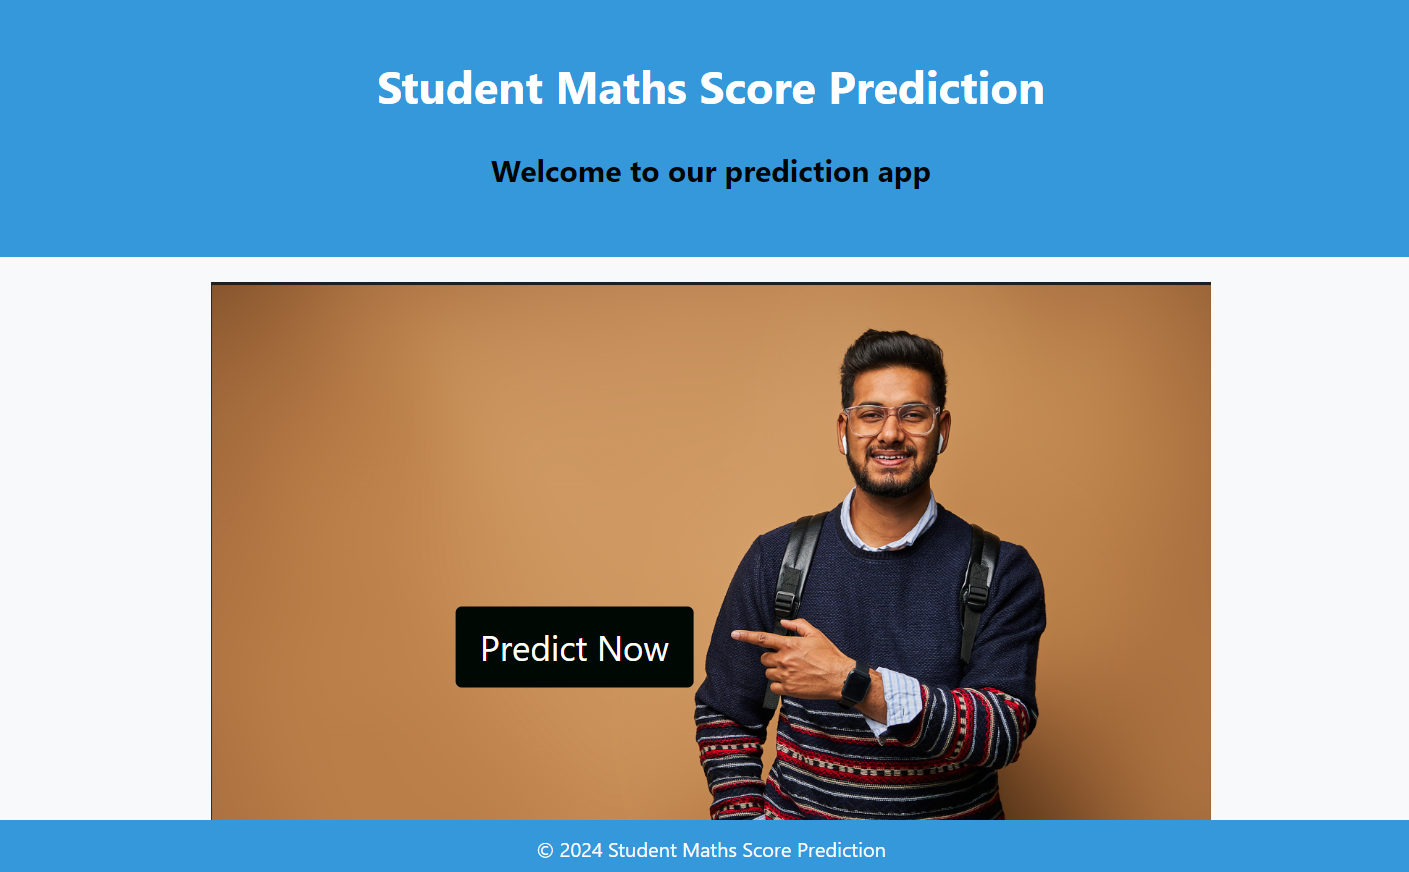 Student Maths Score Prediction
Welcome to our prediction app
Predict Now
© 2024 Student Maths Score Prediction